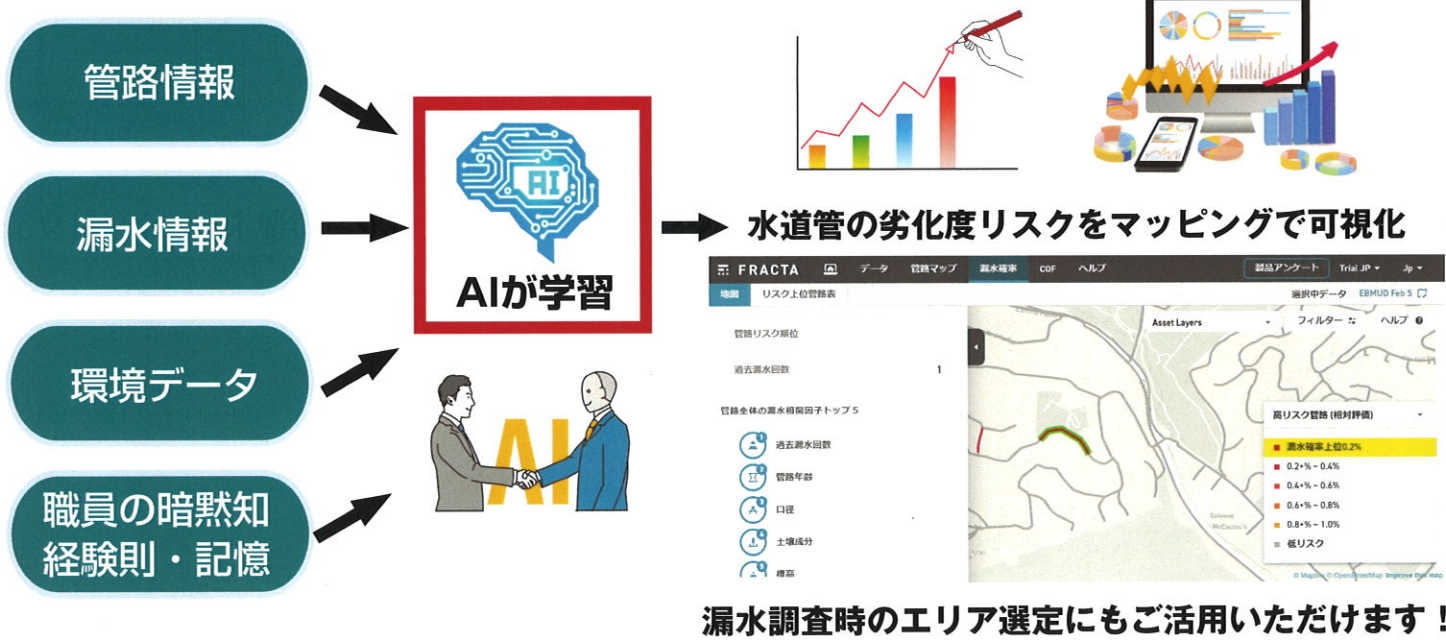 管路情報
漏水情報
環境データ
職員の暗黙知
経験則・記憶
AI
AIが学習
AI
水道管の劣化度リスクをマッピングで可視化
FRACTA
データ
管路マップ
漏水確率
COF
ヘルプ
製品アンケート
Trial JP
Jp
地図
リスク上位管路表
選択中データ
EBMUD Feb 5
管路リスク順位
過去漏水回数
1
管路全体の漏水相関因子トップ5
1
過去漏水回数
2
管路年齢
3
口径
土壌成分
標高
Asset Layers
フィルター
ヘルプ
高リスク管路 (相対評価)
漏水確率上位0.2%
0.2+% – 0.4%
0.4+% – 0.6%
0.6+% – 0.8%
0.8+% – 1.0%
低リスク
© Mapbox © OpenStreetMap Improve this map
漏水調査時のエリア選定にもご活用いただけます！